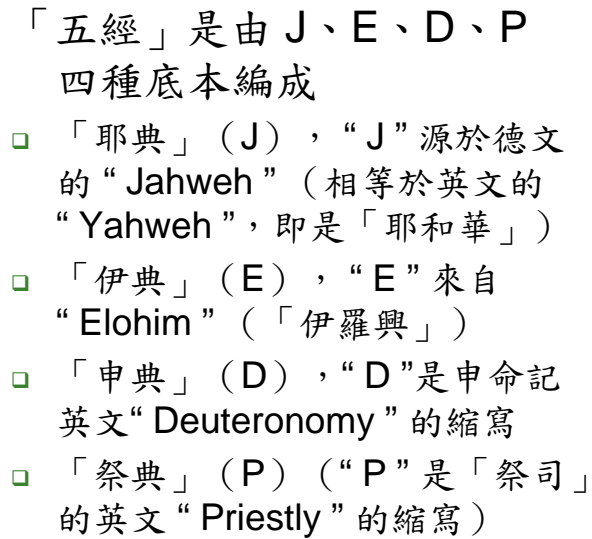 「五經」是由 J、E、D、P
四種底本編成
「耶典」（J），“ J ” 源於德文
的 “ Jahweh ” （相等於英文的
“ Yahweh ”，即是「耶和華」）
「伊典」（E），“ E ” 來自
“ Elohim ” （「伊羅興」）
「申典」（D），“ D ”是申命記
英文“ Deuteronomy ” 的縮寫
「祭典」（P）（“ P ” 是「祭司」
的英文 “ Priestly ” 的縮寫）